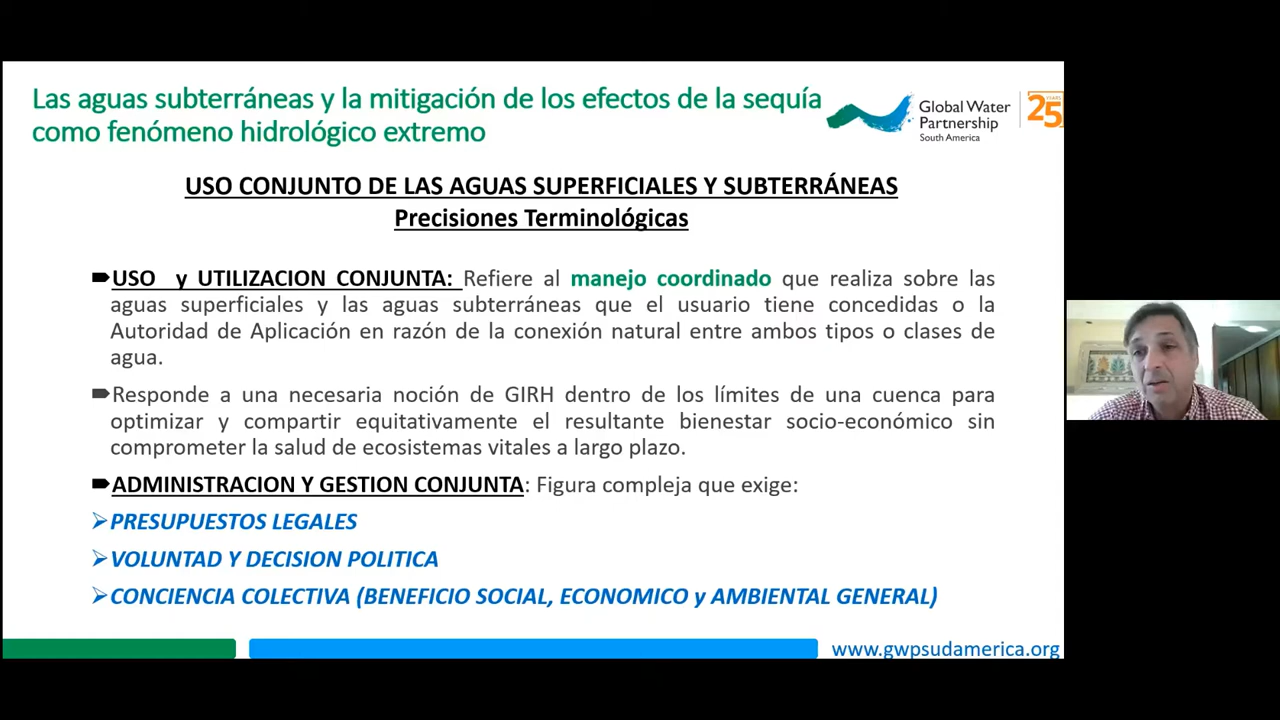 Las aguas subterráneas y la mitigación de los efectos de la sequía
como fenómeno hidrológico extremo
Global Water
Partnership
South America
25
YEARS
USO CONJUNTO DE LAS AGUAS SUPERFICIALES Y SUBTERRÁNEAS
Precisiones Terminológicas
USO y UTILIZACION CONJUNTA: Refiere al manejo coordinado que realiza sobre las
aguas superficiales y las aguas subterráneas que el usuario tiene concedidas o la
Autoridad de Aplicación en razón de la conexión natural entre ambos tipos o clases de
agua.
Responde a una necesaria noción de GIRH dentro de los límites de una cuenca para
optimizar y compartir equitativamente el resultante bienestar socio-económico sin
comprometer la salud de ecosistemas vitales a largo plazo.
ADMINISTRACION Y GESTION CONJUNTA: Figura compleja que exige:
PRESUPUESTOS LEGALES
VOLUNTAD Y DECISION POLITICA
CONCIENCIA COLECTIVA (BENEFICIO SOCIAL, ECONOMICO y AMBIENTAL GENERAL)
www.gwpsudamerica.org